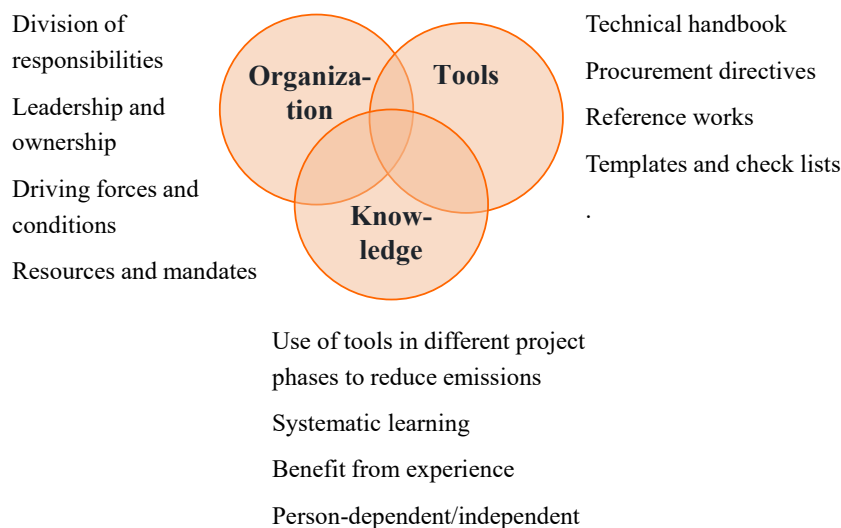 Division of
responsibilities
Leadership and
ownership
Driving forces and
conditions
Resources and mandates
Organiza-
tion
Tools
Know-
ledge
Technical handbook
Procurement directives
Reference works
Templates and check lists
.
Use of tools in different project
phases to reduce emissions
Systematic learning
Benefit from experience
Person-dependent/independent